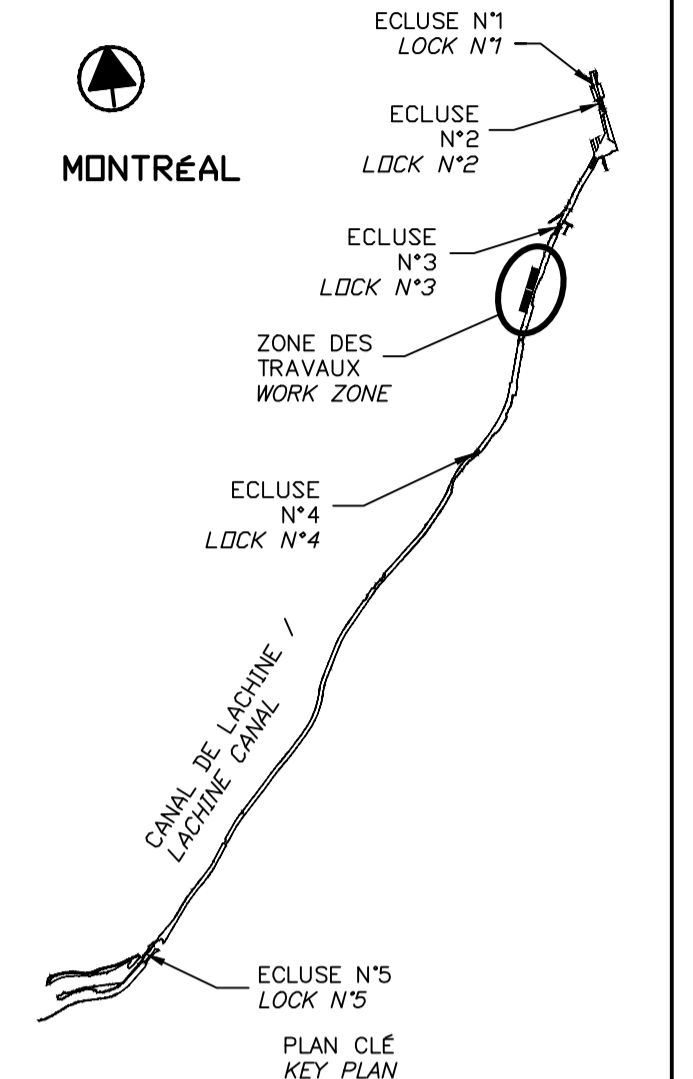 ECLUSE N°1
LOCK N°1
MONTRÉAL
ECLUSE
N°2
LOCK N°2
ECLUSE
N°3
LOCK N°3
ZONE DES
TRAVAUX
WORK ZONE
ECLUSE
N°4
LOCK N°4
CANAL DE LACHINE /
LACHINE CANAL
ECLUSE N°5
LOCK N°5
PLAN CLÉ
KEY PLAN